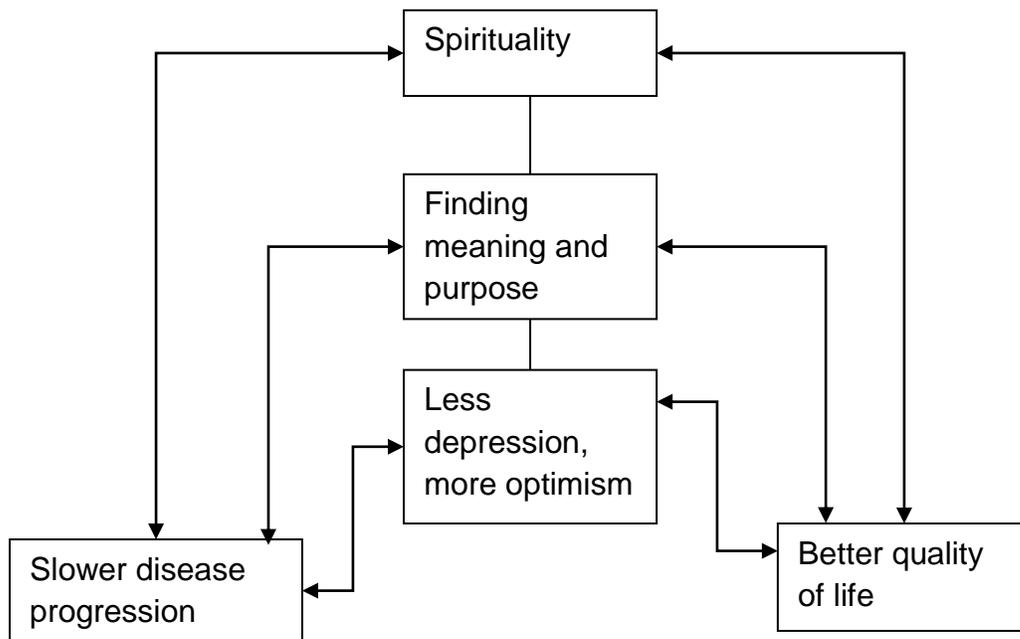 Spirituality
Finding
meaning and
purpose
Less
depression,
more optimism
Slower disease
progression
Better quality
of life